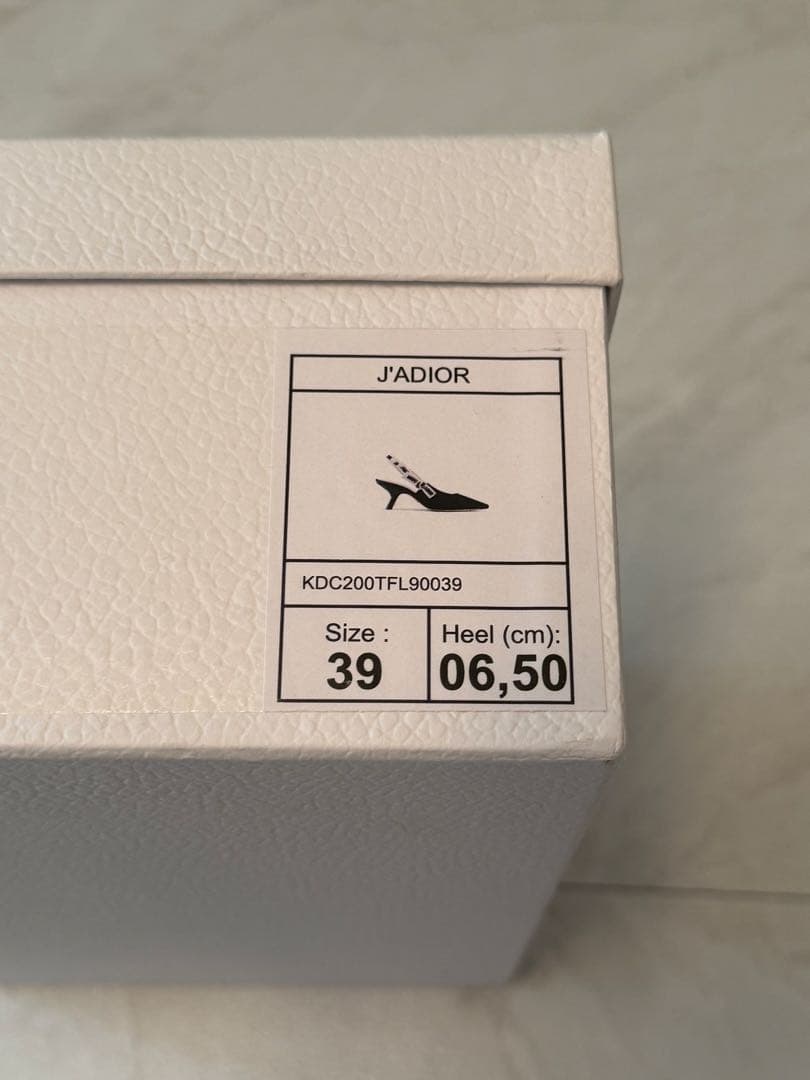 J'ADIOR
KDC200TFL90039
Size :
39
Heel (cm):
06,50